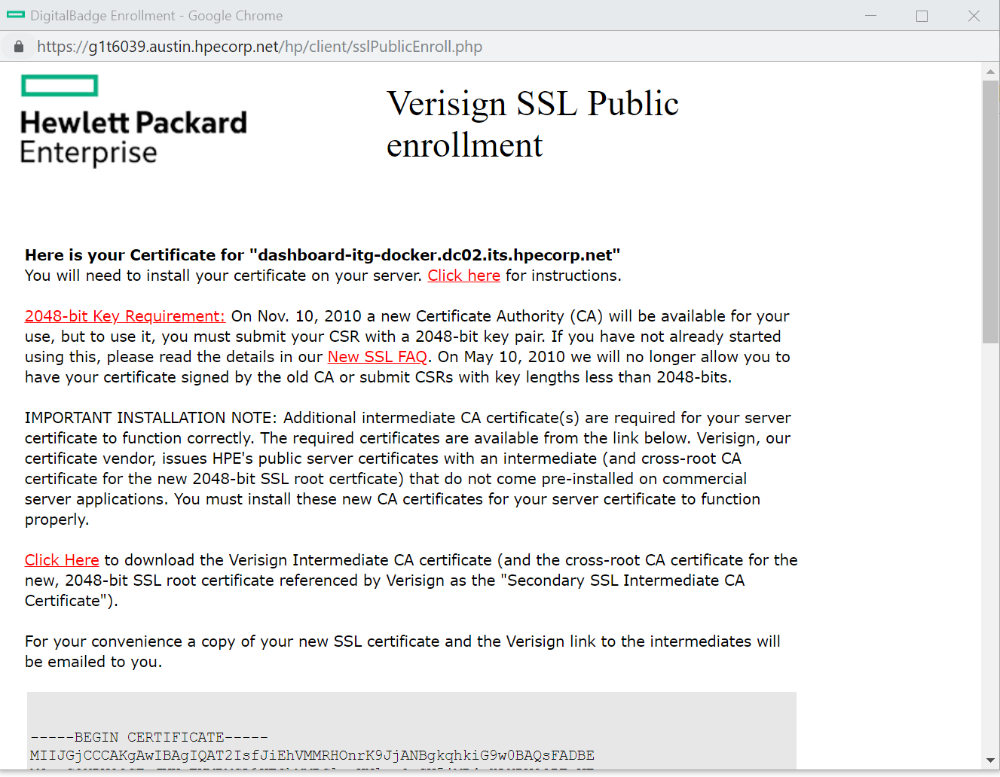 DigitalBadge Enrollment - Google Chrome
https://g1t6039.austin.hpecorp.net/hp/client/sslPublicEnroll.php
Hewlett Packard
Enterprise
Verisign SSL Public
enrollment
Here is your Certificate for "dashboard-itg-docker.dc02.its.hpecorp.net"
You will need to install your certificate on your server. Click here for instructions.
2048-bit Key Requirement: On Nov. 10, 2010 a new Certificate Authority (CA) will be available for your
use, but to use it, you must submit your CSR with a 2048-bit key pair. If you have not already started
using this, please read the details in our New SSL FAQ. On May 10, 2010 we will no longer allow you to
have your certificate signed by the old CA or submit CSRs with key lengths less than 2048-bits.
IMPORTANT INSTALLATION NOTE: Additional intermediate CA certificate(s) are required for your server
certificate to function correctly. The required certificates are available from the link below. Verisign, our
certificate vendor, issues HPE's public server certificates with an intermediate (and cross-root CA
certificate for the new 2048-bit SSL root certficate) that do not come pre-installed on commercial
server applications. You must install these new CA certificates for your server certificate to function
properly.
Click Here to download the Verisign Intermediate CA certificate (and the cross-root CA certificate for the
new, 2048-bit SSL root certificate referenced by Verisign as the "Secondary SSL Intermediate CA
Certificate").
For your convenience a copy of your new SSL certificate and the Verisign link to the intermediates will
be emailed to you.
-----BEGIN CERTIFICATE-----
MIIJGjCCCAKgAwIBAgIQAT2IsfJiEhVMMRHOnrK9JjANBgkqhkiG9w0BAQsFADBE